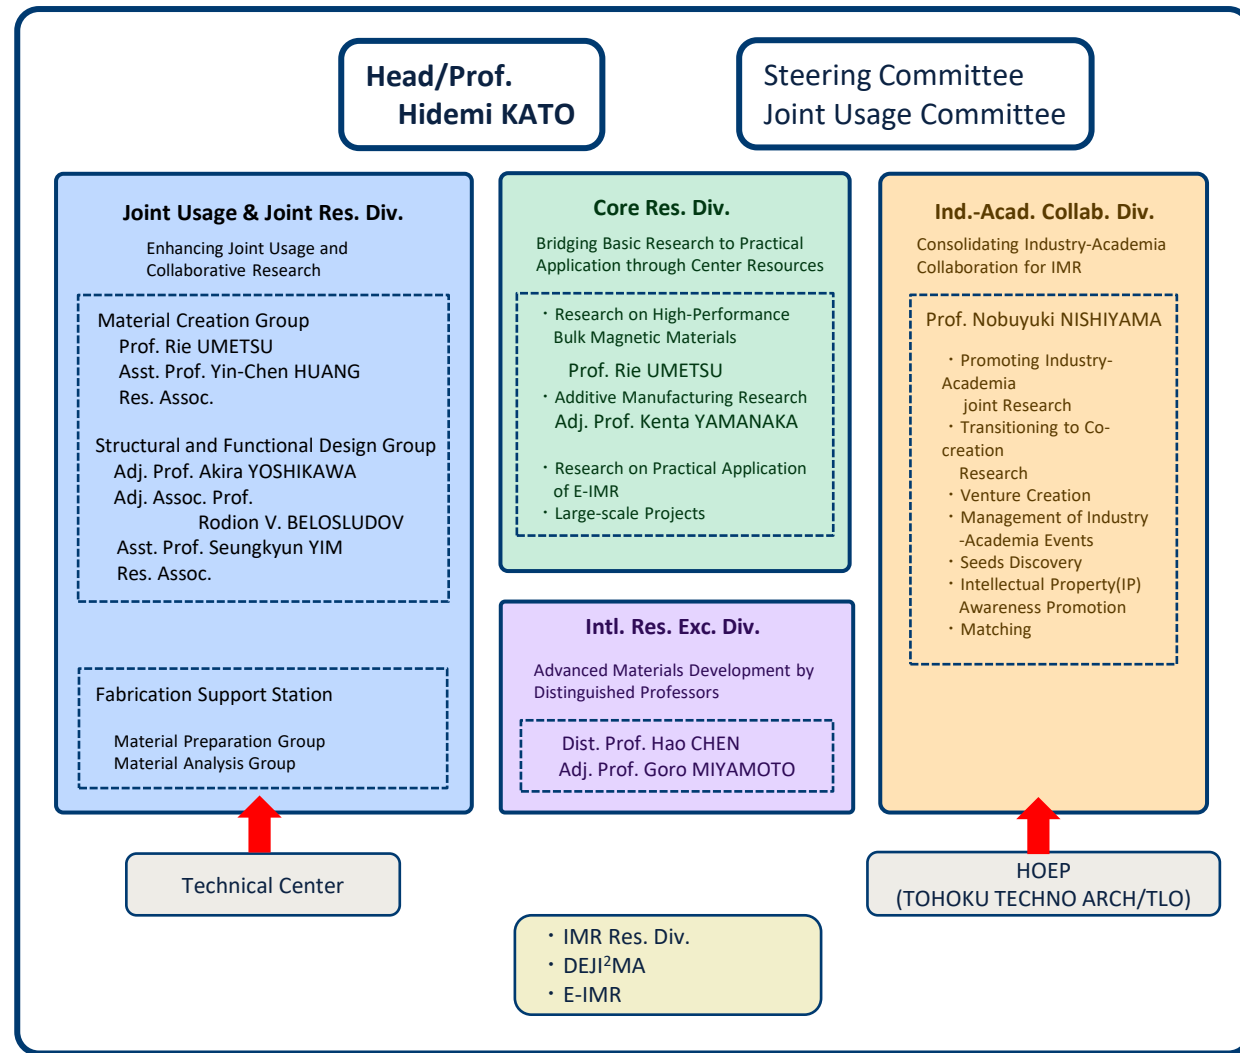 Head/Prof.
Hidemi KATO
Steering Committee
Joint Usage Committee
Joint Usage & Joint Res. Div.
Enhancing Joint Usage and
Collaborative Research
Material Creation Group
Prof. Rie UMETSU
Asst. Prof. Yin-Chen HUANG
Res. Assoc.
Structural and Functional Design Group
Adj. Prof. Akira YOSHIKAWA
Adj. Assoc. Prof.
Rodion V. BELOSLUDOV
Asst. Prof. Seungkyun YIM
Res. Assoc.
Fabrication Support Station
Material Preparation Group
Material Analysis Group
Technical Center
Core Res. Div.
Bridging Basic Research to Practical
Application through Center Resources
・Research on High-Performance
Bulk Magnetic Materials
Prof. Rie UMETSU
・Additive Manufacturing Research
Adj. Prof. Kenta YAMANAKA
・Research on Practical Application
of E-IMR
・Large-scale Projects
Intl. Res. Exc. Div.
Advanced Materials Development by
Distinguished Professors
Dist. Prof. Hao CHEN
Adj. Prof. Goro MIYAMOTO
Ind.-Acad. Collab. Div.
Consolidating Industry-Academia
Collaboration for IMR
Prof. Nobuyuki NISHIYAMA
・Promoting Industry-
Academia
joint Research
・Transitioning to Co-
creation
Research
・Venture Creation
・Management of Industry
-Academia Events
・Seeds Discovery
・Intellectual Property(IP)
Awareness Promotion
・Matching
HOEP
(TOHOKU TECHNO ARCH/TLO)
・IMR Res. Div.
・DEJI²MA
・E-IMR